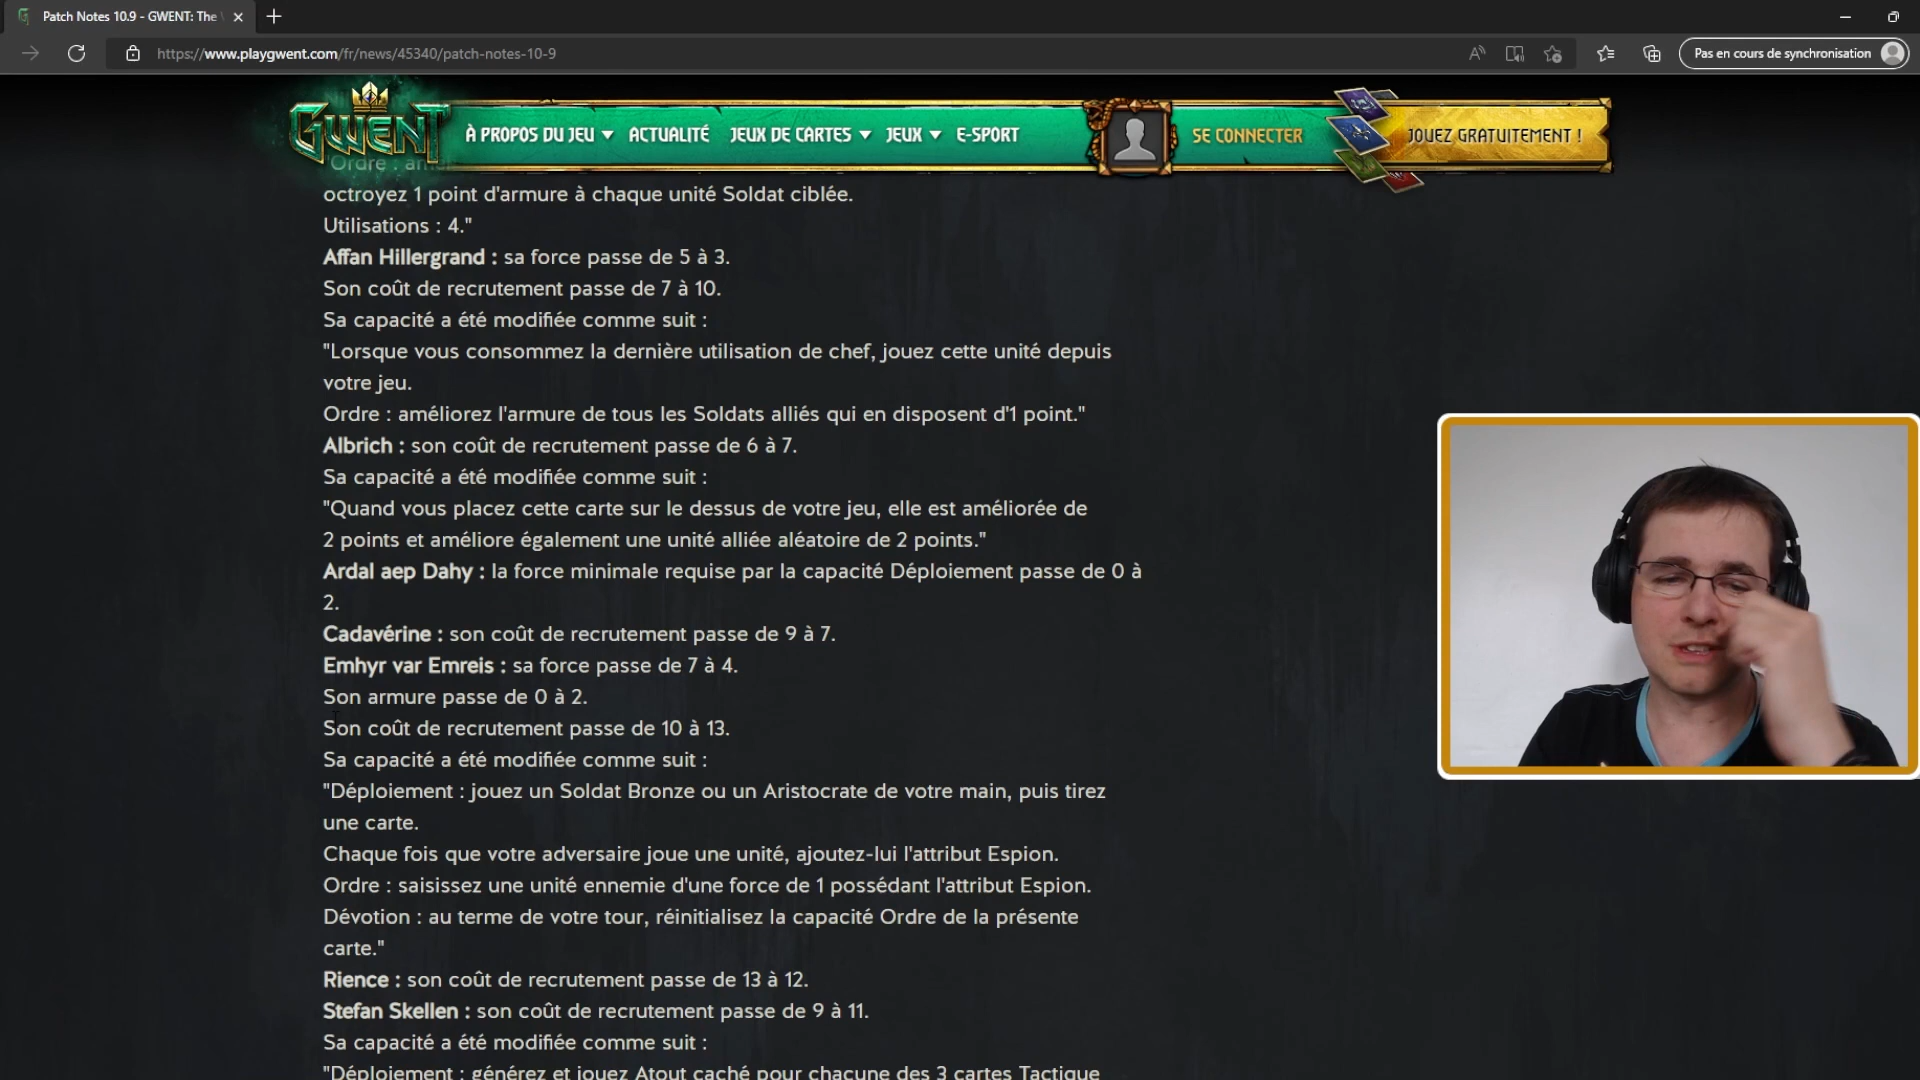 Patch Notes 10.9 - GWENT: The
https://www.playgwent.com/fr/news/45340/patch-notes-10-9
Pas en cours de synchronisation
GWENT
À PROPOS DU JEU
ACTUALITÉ
JEUX DE CARTES
JEUX
E-SPORT
SE CONNECTER
JOUEZ GRATUITEMENT !
"Ordre :
octroyez 1 point d'armure à chaque unité Soldat ciblée.
Utilisations : 4."
Affan Hillergrand : sa force passe de 5 à 3.
Son coût de recrutement passe de 7 à 10.
Sa capacité a été modifiée comme suit :
"Lorsque vous consommez la dernière utilisation de chef, jouez cette unité depuis
votre jeu.
Ordre : améliorez l'armure de tous les Soldats alliés qui en disposent d'1 point."
Albrich : son coût de recrutement passe de 6 à 7.
Sa capacité a été modifiée comme suit :
"Quand vous placez cette carte sur le dessus de votre jeu, elle est améliorée de
2 points et améliore également une unité alliée aléatoire de 2 points."
Ardal aep Dahy : la force minimale requise par la capacité Déploiement passe de 0 à
2.
Cadavérine : son coût de recrutement passe de 9 à 7.
Emhyr var Emreis : sa force passe de 7 à 4.
Son armure passe de 0 à 2.
Son coût de recrutement passe de 10 à 13.
Sa capacité a été modifiée comme suit :
"Déploiement : jouez un Soldat Bronze ou un Aristocrate de votre main, puis tirez
une carte.
Chaque fois que votre adversaire joue une unité, ajoutez-lui l'attribut Espion.
Ordre : saisissez une unité ennemie d'une force de 1 possédant l'attribut Espion.
Dévotion : au terme de votre tour, réinitialisez la capacité Ordre de la présente
carte."
Rience : son coût de recrutement passe de 13 à 12.
Stefan Skellen : son coût de recrutement passe de 9 à 11.
Sa capacité a été modifiée comme suit :
"Déploiement : générez et jouez Atout caché pour chacune des 3 cartes Tactique